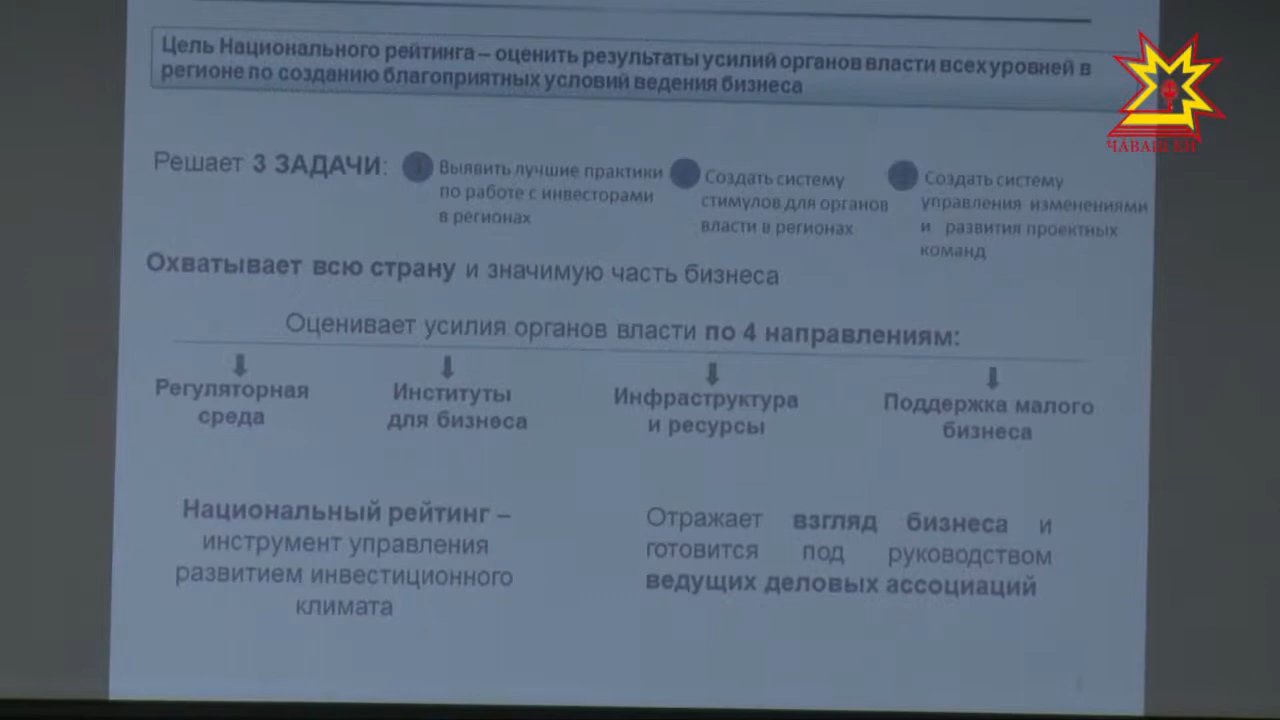 Цель Национального рейтинга – оценить результаты усилий органов власти всех уровней в
регионе по созданию благоприятных условий ведения бизнеса
ЧӐВАШ ЕН
Решает 3 ЗАДАЧИ:
Выявить лучшие практики
по работе с инвесторами
в регионах
Создать систему
стимулов для органов
власти в регионах
Создать систему
управления изменениями
и развития проектных
команд
Охватывает всю страну и значимую часть бизнеса
Оценивает усилия органов власти по 4 направлениям:
Регуляторная
среда
Институты
для бизнеса
Инфраструктура
и ресурсы
Поддержка малого
бизнеса
Национальный рейтинг –
инструмент управления
развитием инвестиционного
климата
Отражает взгляд бизнеса и
готовится под руководством
ведущих деловых ассоциаций